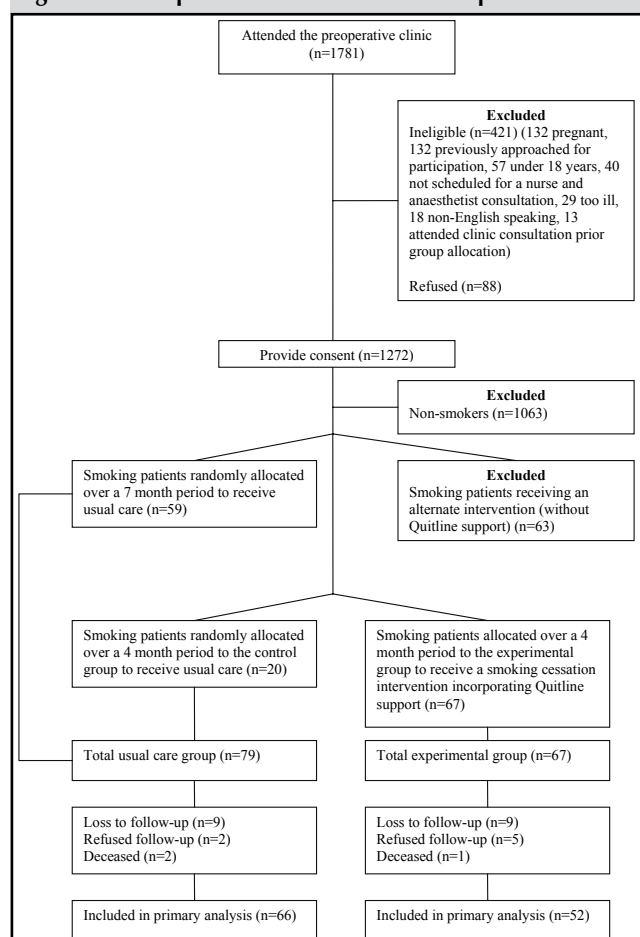 Attended the preoperative clinic
(n=1781)
Excluded
Ineligible (n=421) (132 pregnant,
132 previously approached for
participation, 57 under 18 years, 40
not scheduled for a nurse and
anaesthetist consultation, 29 too ill,
18 non-English speaking, 13
attended clinic consultation prior
group allocation)
Refused (n=88)
Provide consent (n=1272)
Excluded
Non-smokers (n=1063)
Smoking patients randomly allocated
over a 7 month period to receive
usual care (n=59)
Excluded
Smoking patients receiving an
alternate intervention (without
Quitline support) (n=63)
Smoking patients randomly allocated
over a 4 month period to the control
group to receive usual care (n=20)
Smoking patients allocated over a 4
month period to the experimental
group to receive a smoking cessation
intervention incorporating Quitline
support (n=67)
Total usual care group (n=79)
Total experimental group (n=67)
Loss to follow-up (n=9)
Refused follow-up (n=2)
Deceased (n=2)
Loss to follow-up (n=9)
Refused follow-up (n=5)
Deceased (n=1)
Included in primary analysis (n=66)
Included in primary analysis (n=52)